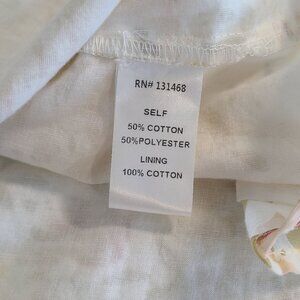 RN# 131468
SELF
50% COTTON
50%POLYESTER
LINING
100% COTTON